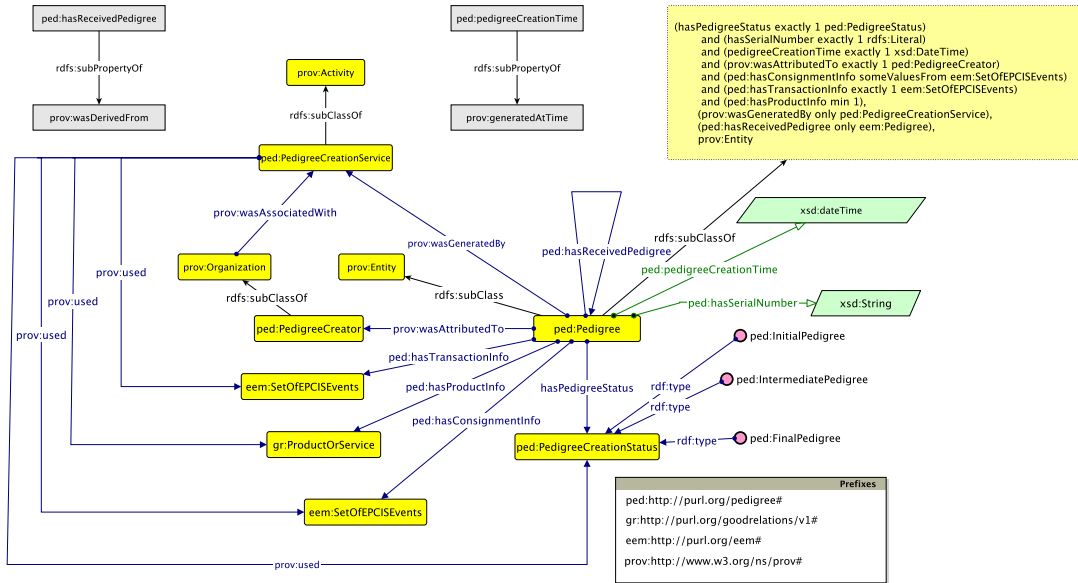 ped:hasReceivedPedigree
ped:pedigreeCreationTime
(hasPedigreeStatus exactly 1 ped:PedigreeStatus)
and (hasSerialNumber exactly 1 rdfs:Literal)
and (pedigreeCreationTime exactly 1 xsd:DateTime)
and (prov:wasAttributedTo exactly 1 ped:PedigreeCreator)
and (ped:hasConsignmentInfo someValuesFrom eem:SetOfEPCISEvents)
and (ped:hasTransactionInfo exactly 1 eem:SetOfEPCISEvents)
and (ped:hasProductInfo min 1),
(prov:wasGeneratedBy only ped:PedigreeCreationService),
(ped:hasReceivedPedigree only eem:Pedigree),
prov:Entity
rdfs:subPropertyOf
rdfs:subPropertyOf
prov:Activity
prov:wasDerivedFrom
prov:generatedAtTime
rdfs:subClassOf
ped:PedigreeCreationService
prov:wasAssociatedWith
xsd:dateTime
prov:wasGeneratedBy
ped:hasReceivedPedigree
rdfs:subClassOf
prov:used
prov:Organization
prov:Entity
ped:pedigreeCreationTime
prov:used
rdfs:subClassOf
rdfs:subClass
ped:hasSerialNumber
xsd:String
prov:used
prov:used
ped:PedigreeCreator
prov:wasAttributedTo
ped:Pedigree
ped:InitialPedigree
ped:hasTransactionInfo
eem:SetOfEPCISEvents
ped:hasProductInfo
hasPedigreeStatus
rdf:type
ped:IntermediatePedigree
rdf:type
ped:hasConsignmentInfo
gr:ProductOrService
ped:PedigreeCreationStatus
rdf:type
ped:FinalPedigree
eem:SetOfEPCISEvents
Prefixes
ped:http://purl.org/pedigree#
gr:http://purl.org/goodrelations/v1#
eem:http://purl.org/eem#
prov:http://www.w3.org/ns/prov#
prov:used